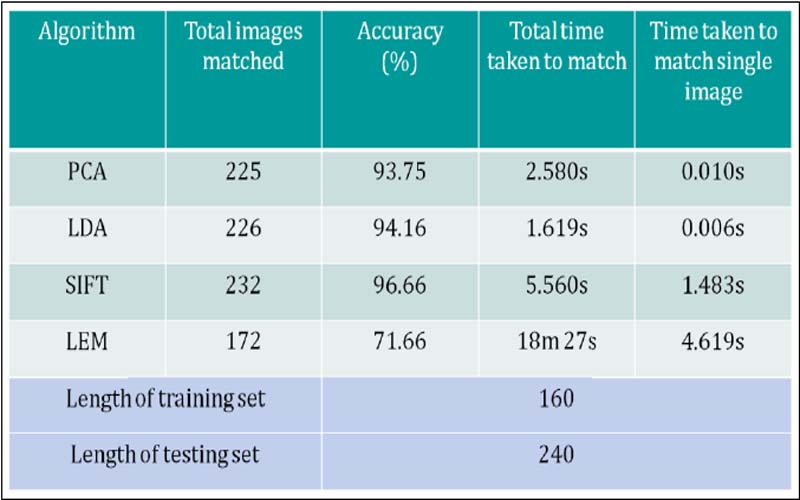 Algorithm Total images matched Accuracy (%) Total time taken to match Time taken to match single image
PCA 225 93.75 2.580s 0.010s
LDA 226 94.16 1.619s 0.006s
SIFT 232 96.66 5.560s 1.483s
LEM 172 71.66 18m 27s 4.619s
Length of training set 160
Length of testing set 240